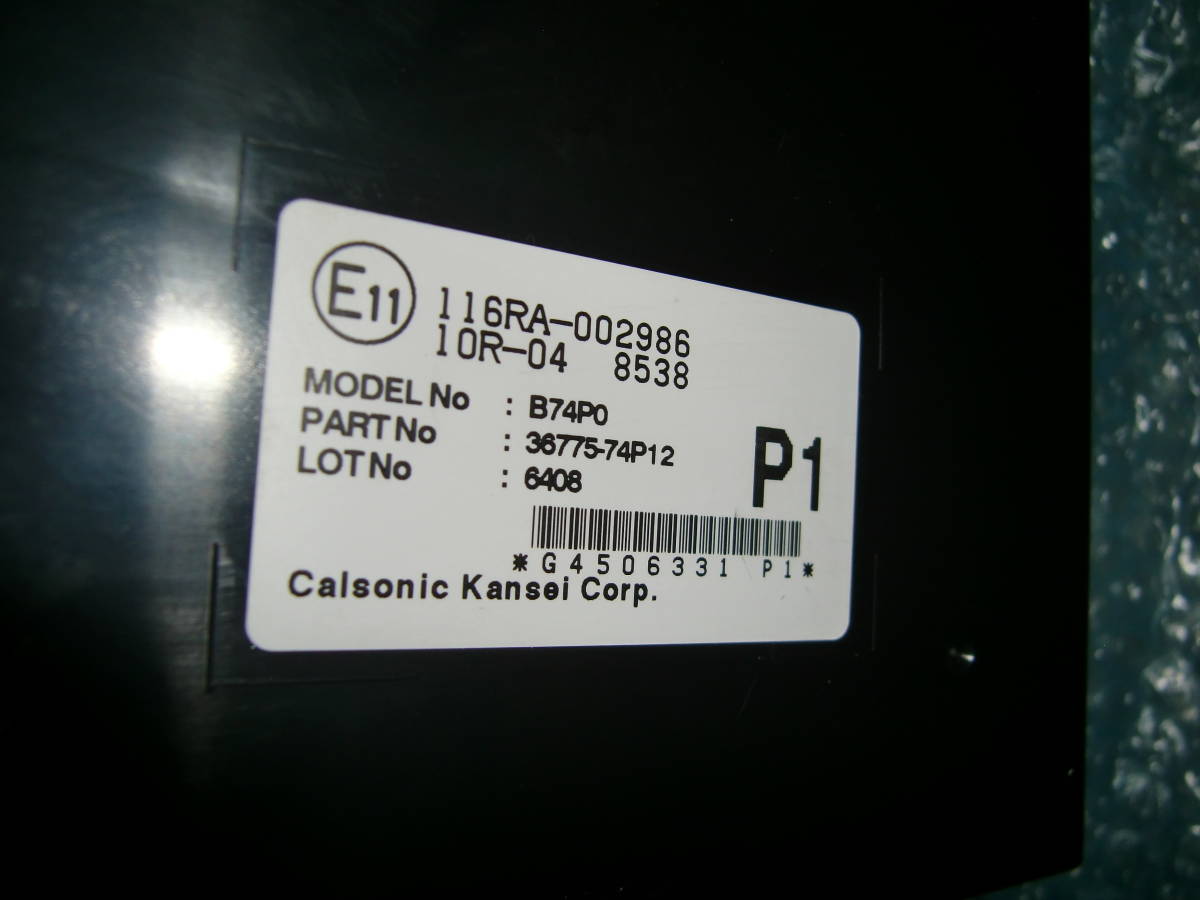 E11
116RA-002986
10R-04 8538
MODEL No : B74P0
PART No : 36775-74P12
LOT No : 6408
P1
*G4506331 P1*
Calsonic Kansei Corp.